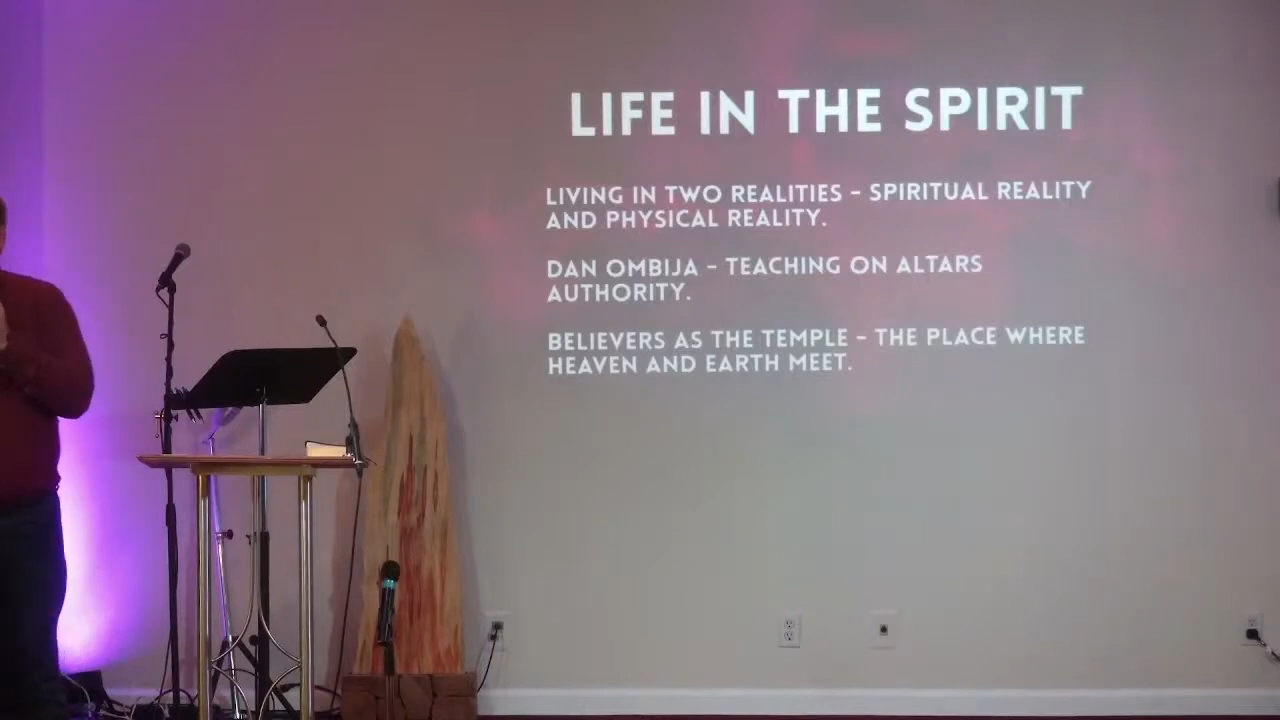 LIFE IN THE SPIRIT
LIVING IN TWO REALITIES - SPIRITUAL REALITY
AND PHYSICAL REALITY.
DAN OMBIJA - TEACHING ON ALTARS
AUTHORITY.
BELIEVERS AS THE TEMPLE - THE PLACE WHERE
HEAVEN AND EARTH MEET.